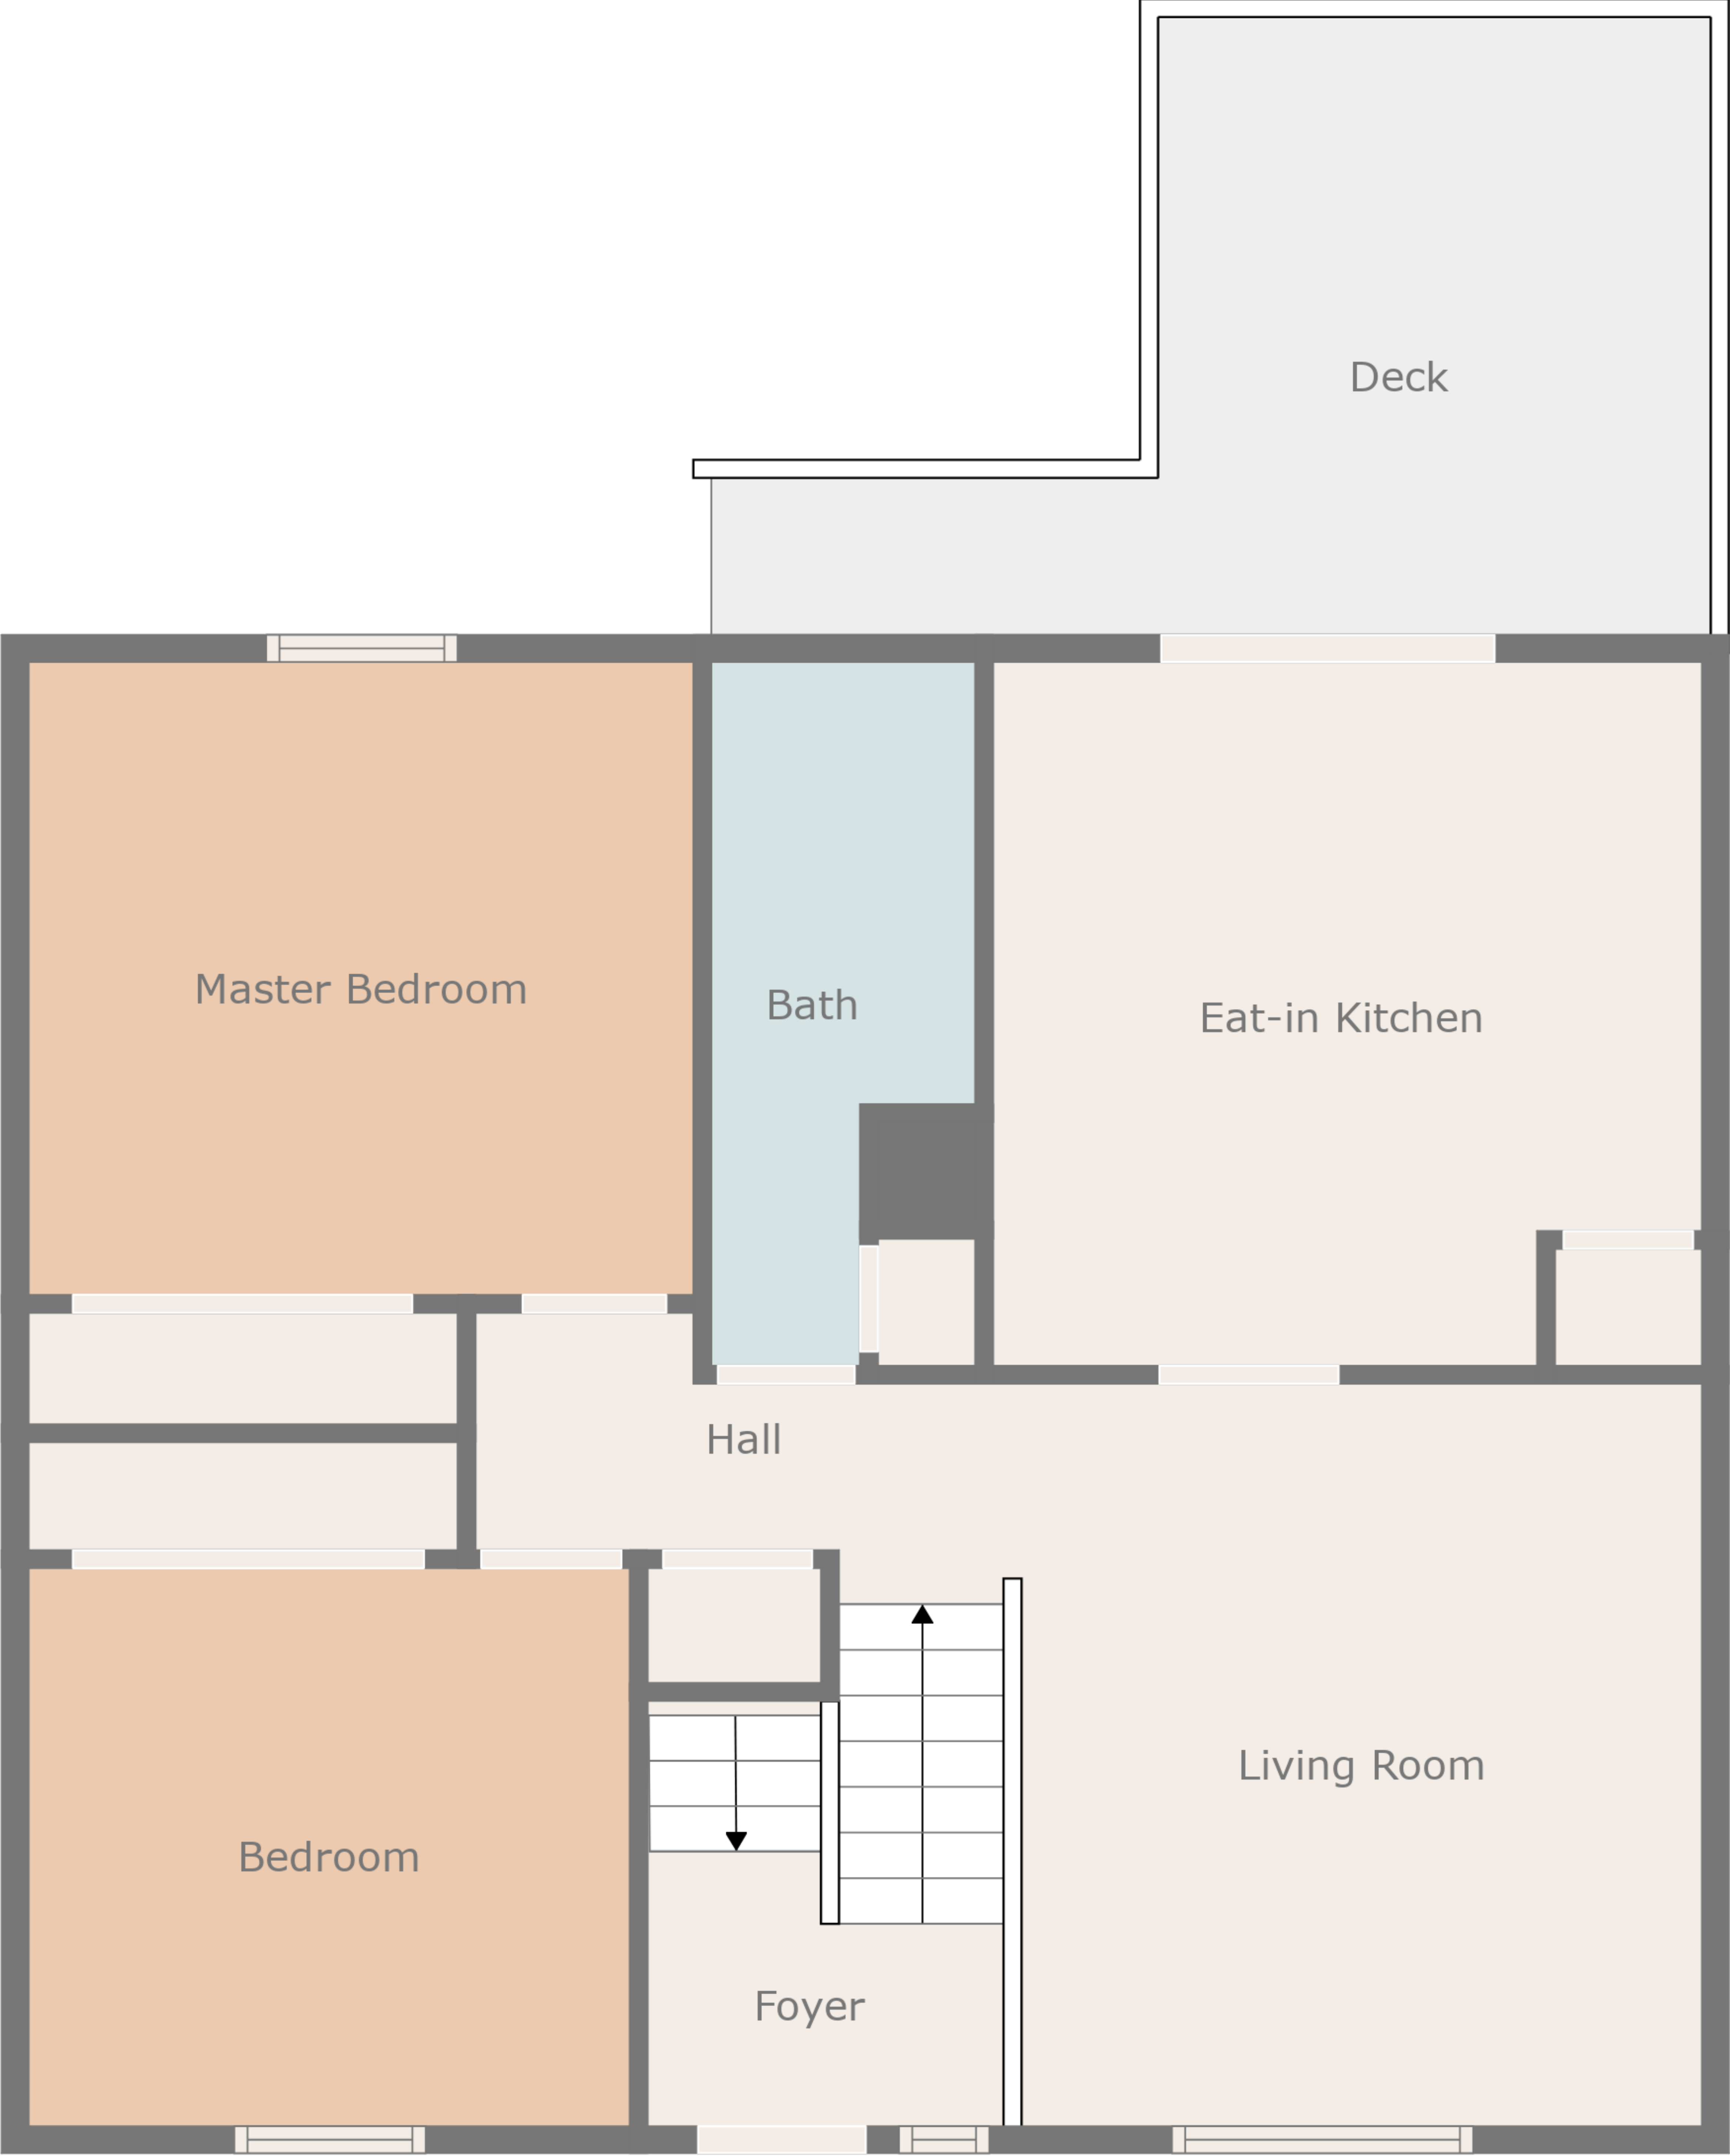 Deck
Master Bedroom
Bath
Eat-in Kitchen
Hall
Living Room
Bedroom
Foyer